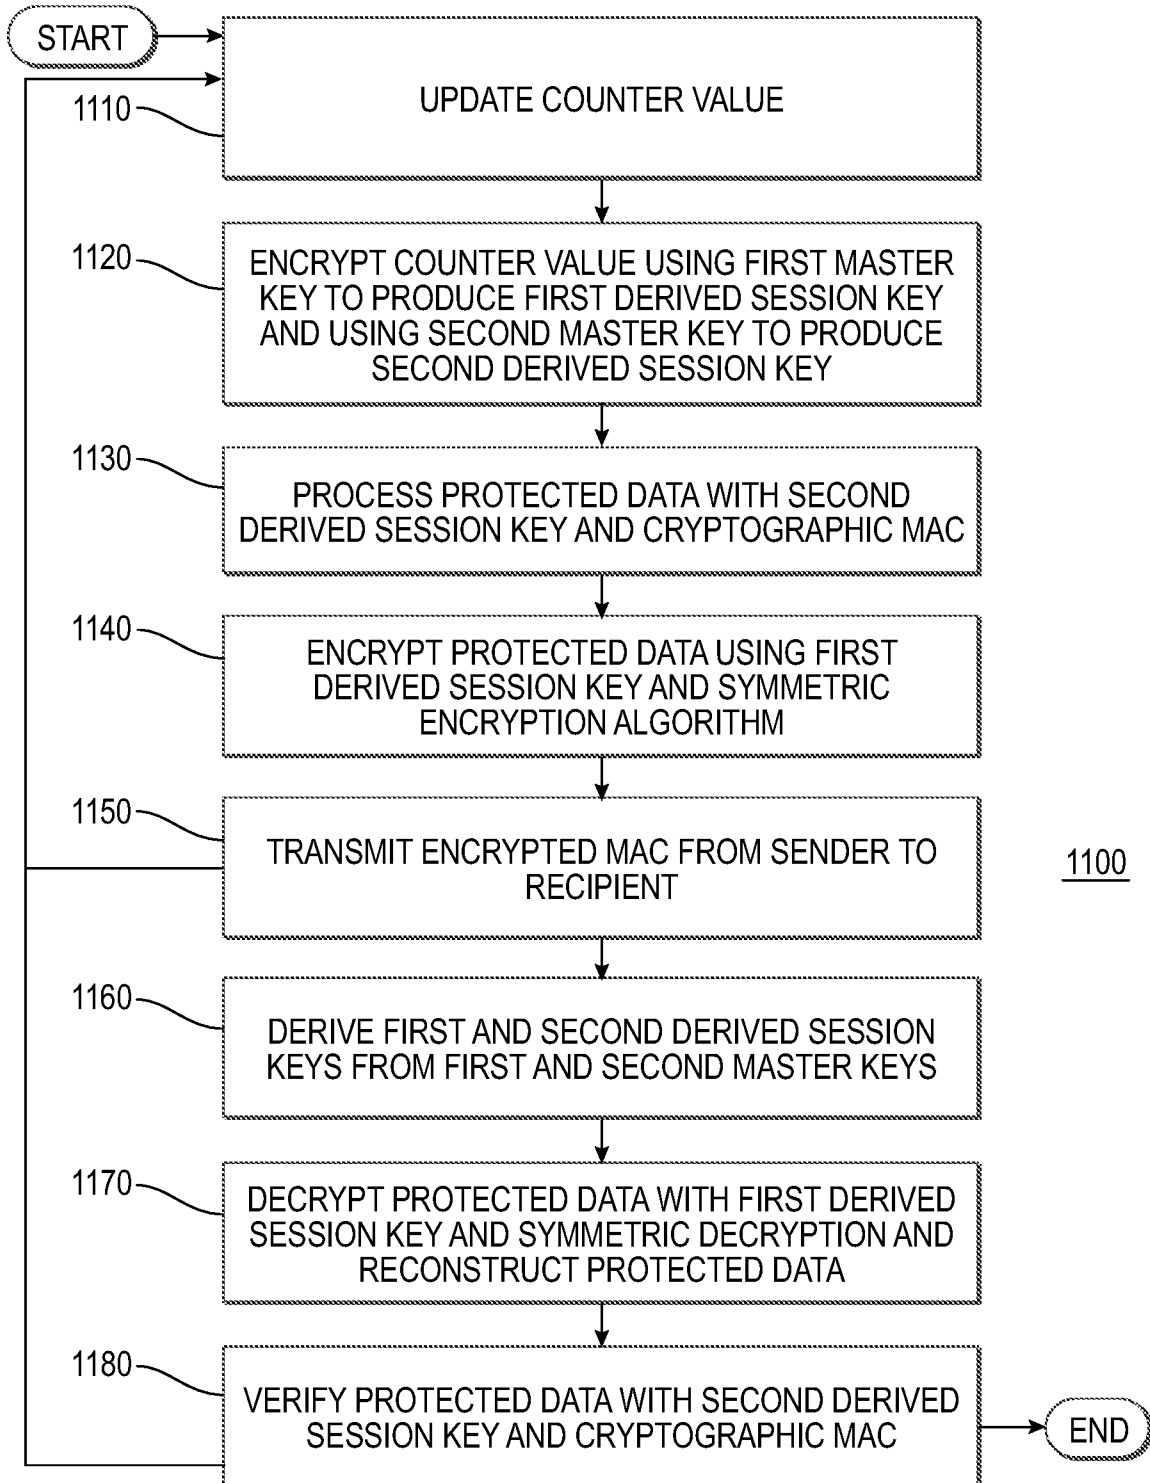 START
UPDATE COUNTER VALUE
1110
1120
ENCRYPT COUNTER VALUE USING FIRST MASTER
KEY TO PRODUCE FIRST DERIVED SESSION KEY
AND USING SECOND MASTER KEY TO PRODUCE
SECOND DERIVED SESSION KEY
1130
PROCESS PROTECTED DATA WITH SECOND
DERIVED SESSION KEY AND CRYPTOGRAPHIC MAC
1140
ENCRYPT PROTECTED DATA USING FIRST
DERIVED SESSION KEY AND SYMMETRIC
ENCRYPTION ALGORITHM
1150
TRANSMIT ENCRYPTED MAC FROM SENDER TO
RECIPIENT
1100
1160
DERIVE FIRST AND SECOND DERIVED SESSION
KEYS FROM FIRST AND SECOND MASTER KEYS
1170
DECRYPT PROTECTED DATA WITH FIRST DERIVED
SESSION KEY AND SYMMETRIC DECRYPTION AND
RECONSTRUCT PROTECTED DATA
1180
VERIFY PROTECTED DATA WITH SECOND DERIVED
SESSION KEY AND CRYPTOGRAPHIC MAC
END